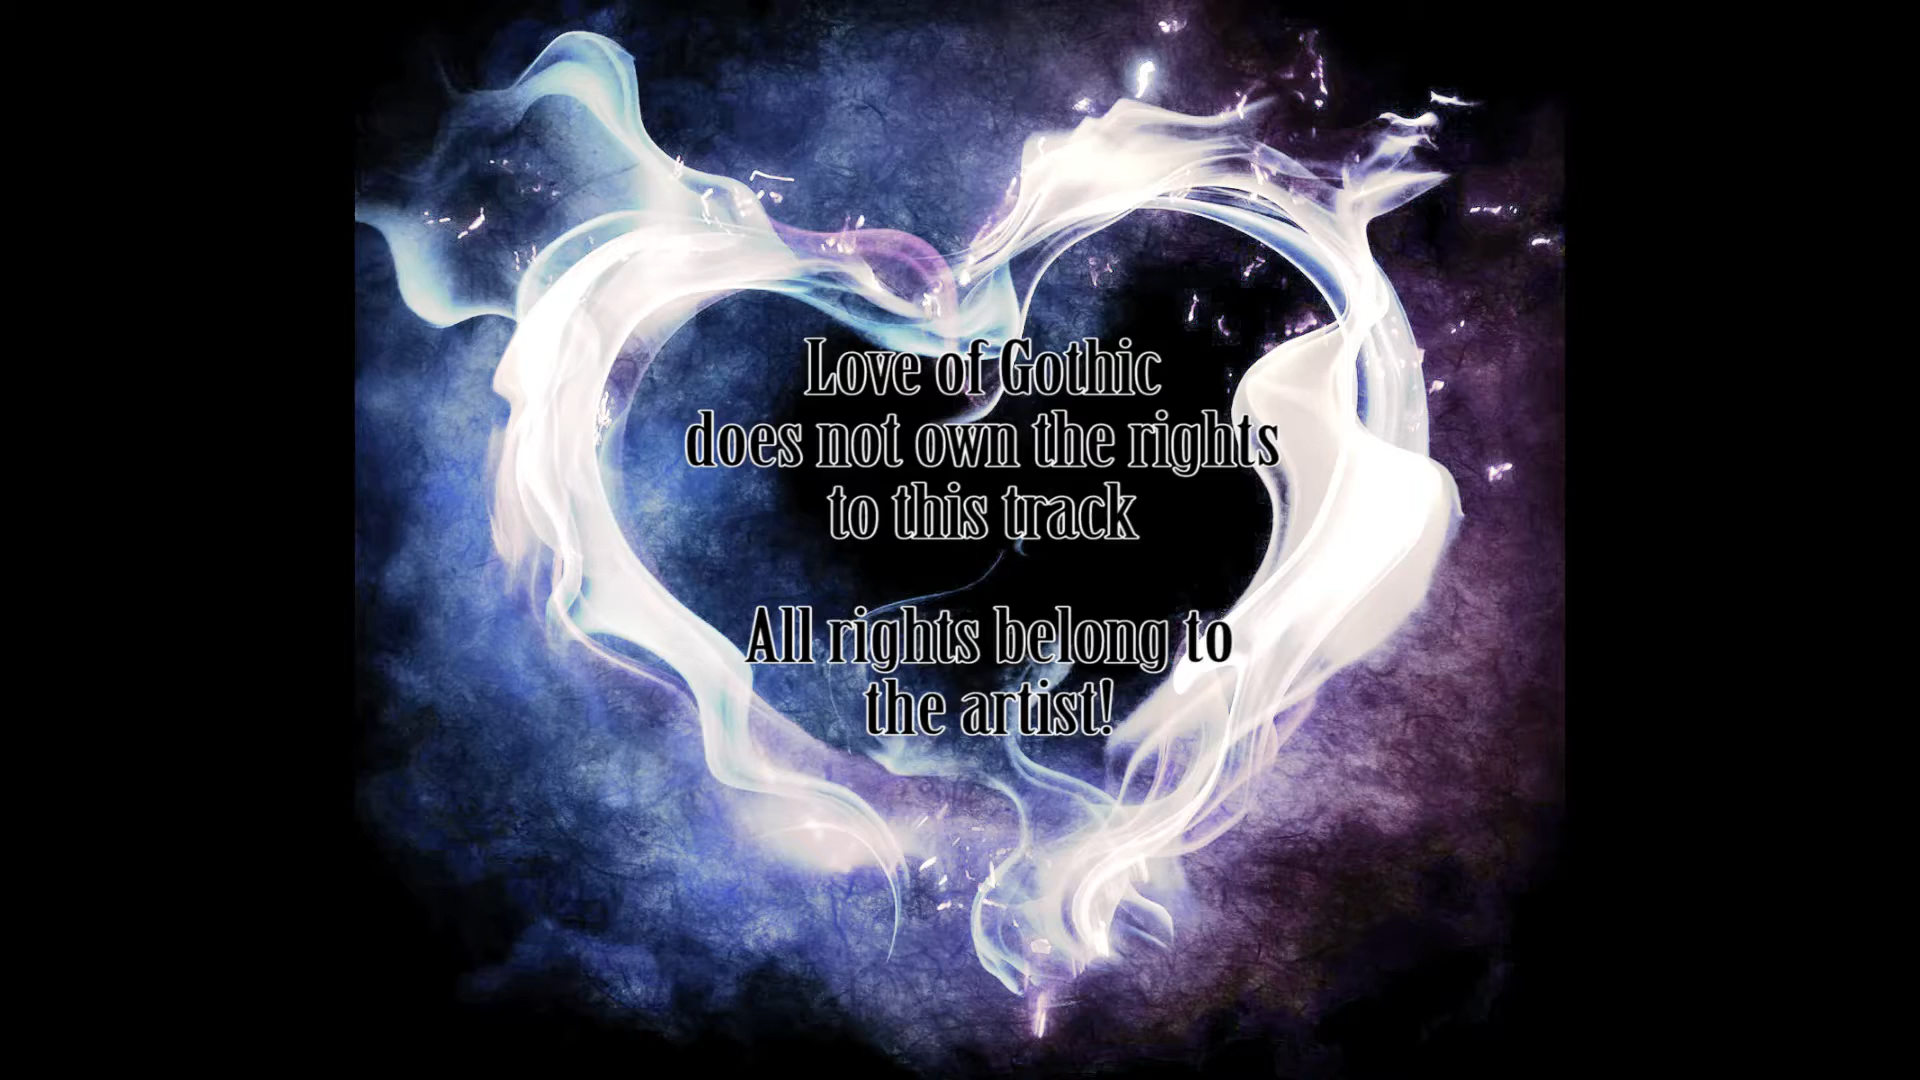 Love of Gothic
does not own the rights
to this track
All rights belong to
the artist!